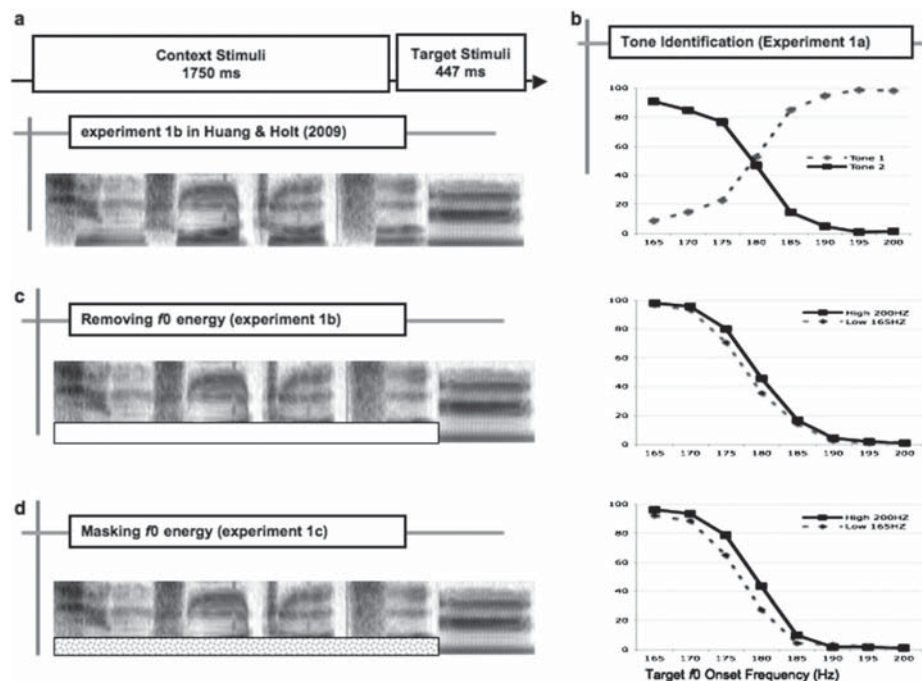 a
Context Stimuli
1750 ms
Target Stimuli
447 ms
experiment 1b in Huang & Holt (2009)
b
Tone Identification (Experiment 1a)
100
80
60
40
20
0
Tone 1
Tone 2
165 170 175 180 185 190 195 200
c
Removing f0 energy (experiment 1b)
100
80
60
40
20
0
High 200HZ
Low 165HZ
165 170 175 180 185 190 195 200
d
Masking f0 energy (experiment 1c)
100
80
60
40
20
0
High 200HZ
Low 165HZ
165 170 175 180 185 190 195 200
Target f0 Onset Frequency (Hz)